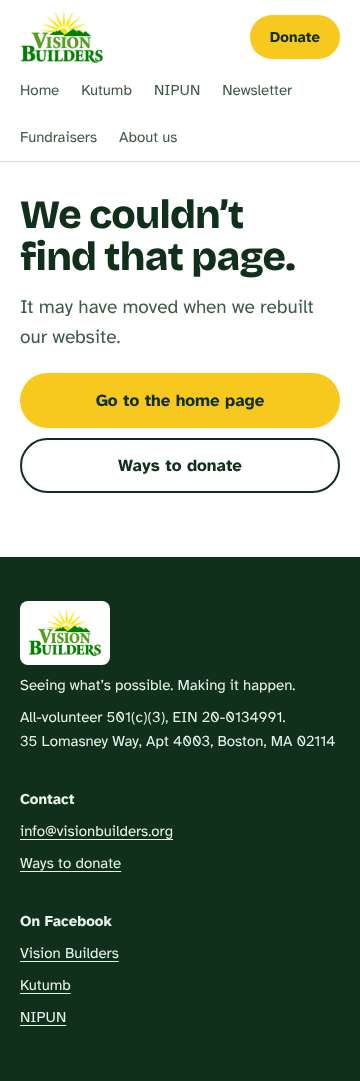 VISION
BUILDERS
Donate
Home Kutumb NIPUN Newsletter
Fundraisers About us
We couldn’t
find that page.
It may have moved when we rebuilt
our website.
Go to the home page
Ways to donate
VISION
BUILDERS
Seeing what’s possible. Making it happen.
All-volunteer 501(c)(3), EIN 20-0134991.
35 Lomasney Way, Apt 4003, Boston, MA 02114
Contact
info@visionbuilders.org
Ways to donate
On Facebook
Vision Builders
Kutumb
NIPUN